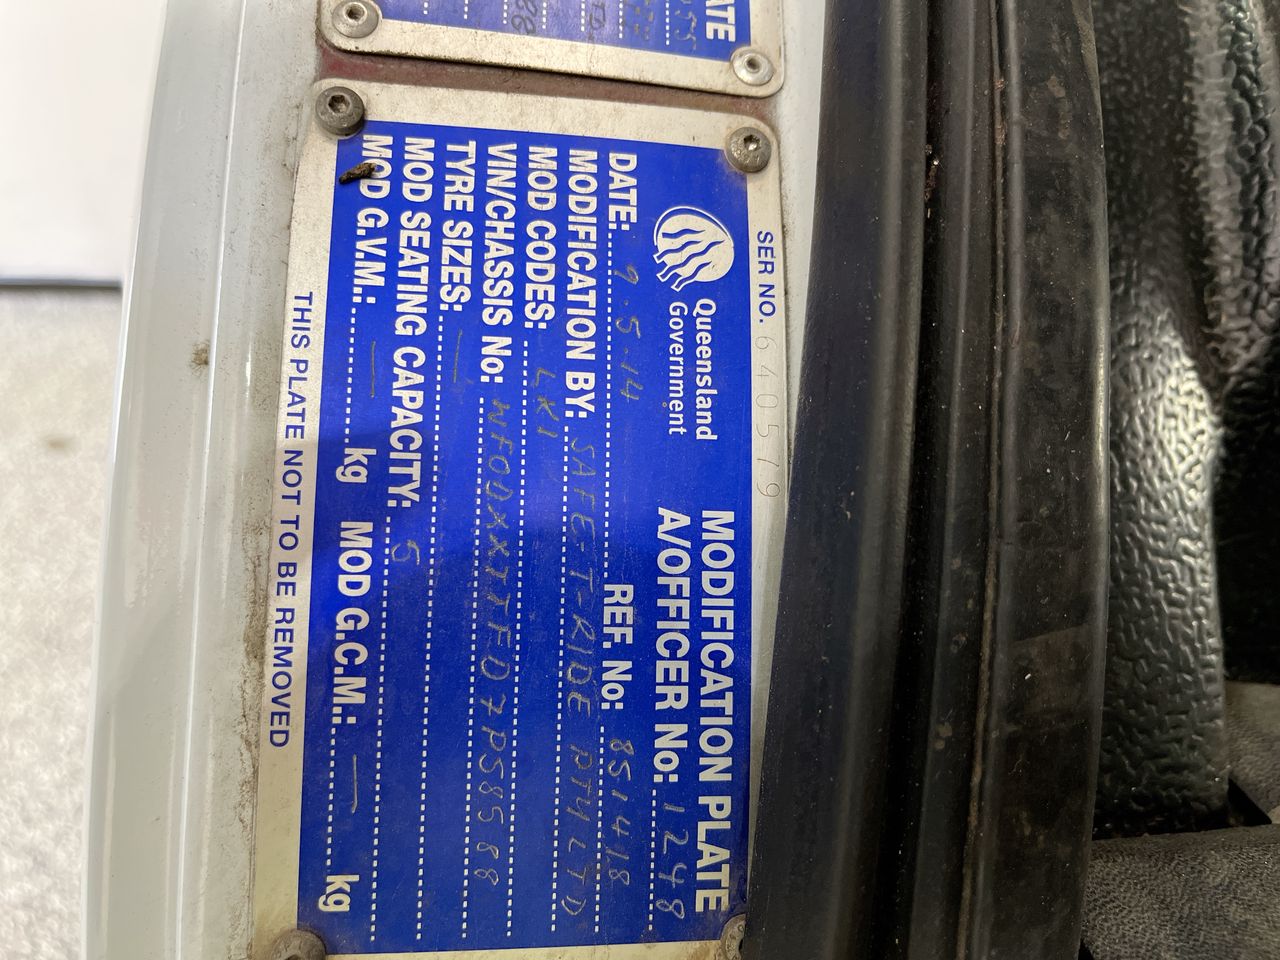 ATE
SER NO. 640519
Queensland
Government
MODIFICATION PLATE
A/OFFICER No: 1248
DATE: 9.5.14 REF. No: 851418
MODIFICATION BY: SAFE-T-RIDE PTY LTD
MOD CODES: LK1
VIN/CHASSIS No: WF0DXXTTFD7P58588
TYRE SIZES: —
MOD SEATING CAPACITY: 5
MOD G.V.M.: — kg MOD G.C.M.: — kg
THIS PLATE NOT TO BE REMOVED